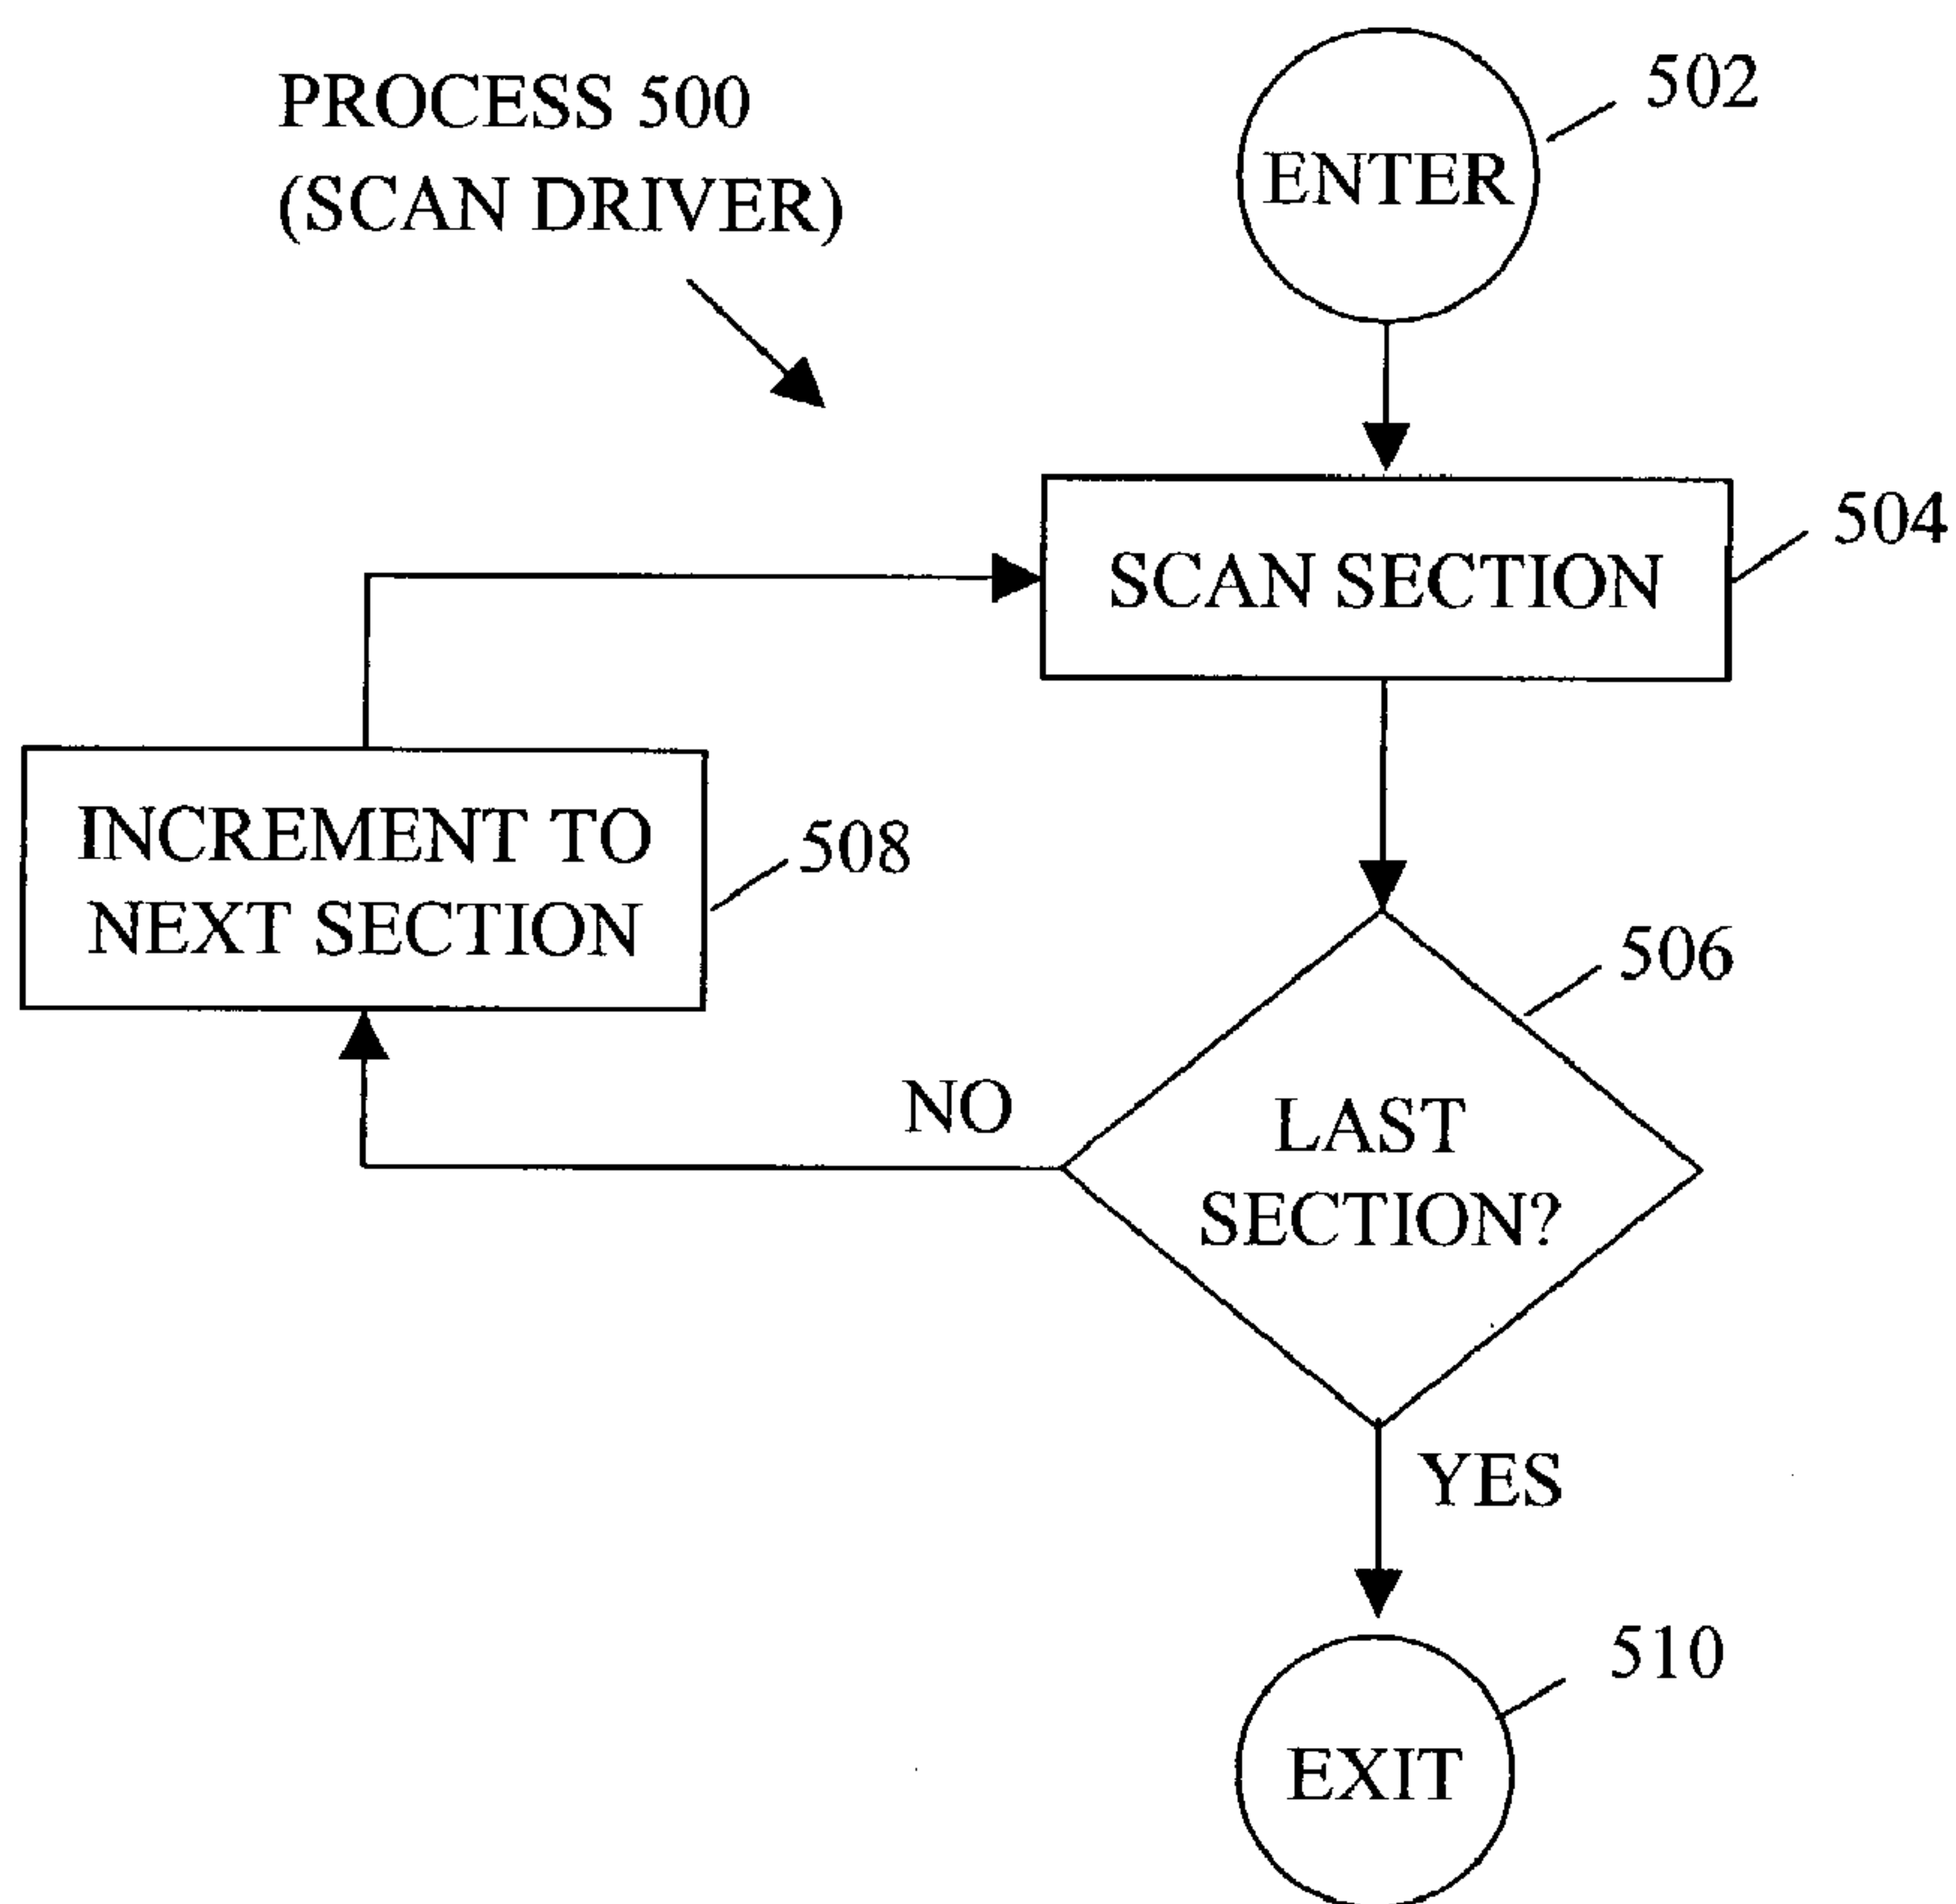 PROCESS 500
(SCAN DRIVER)
502
ENTER
504
SCAN SECTION
INCREMENT TO
NEXT SECTION
508
506
NO
LAST
SECTION?
YES
510
EXIT